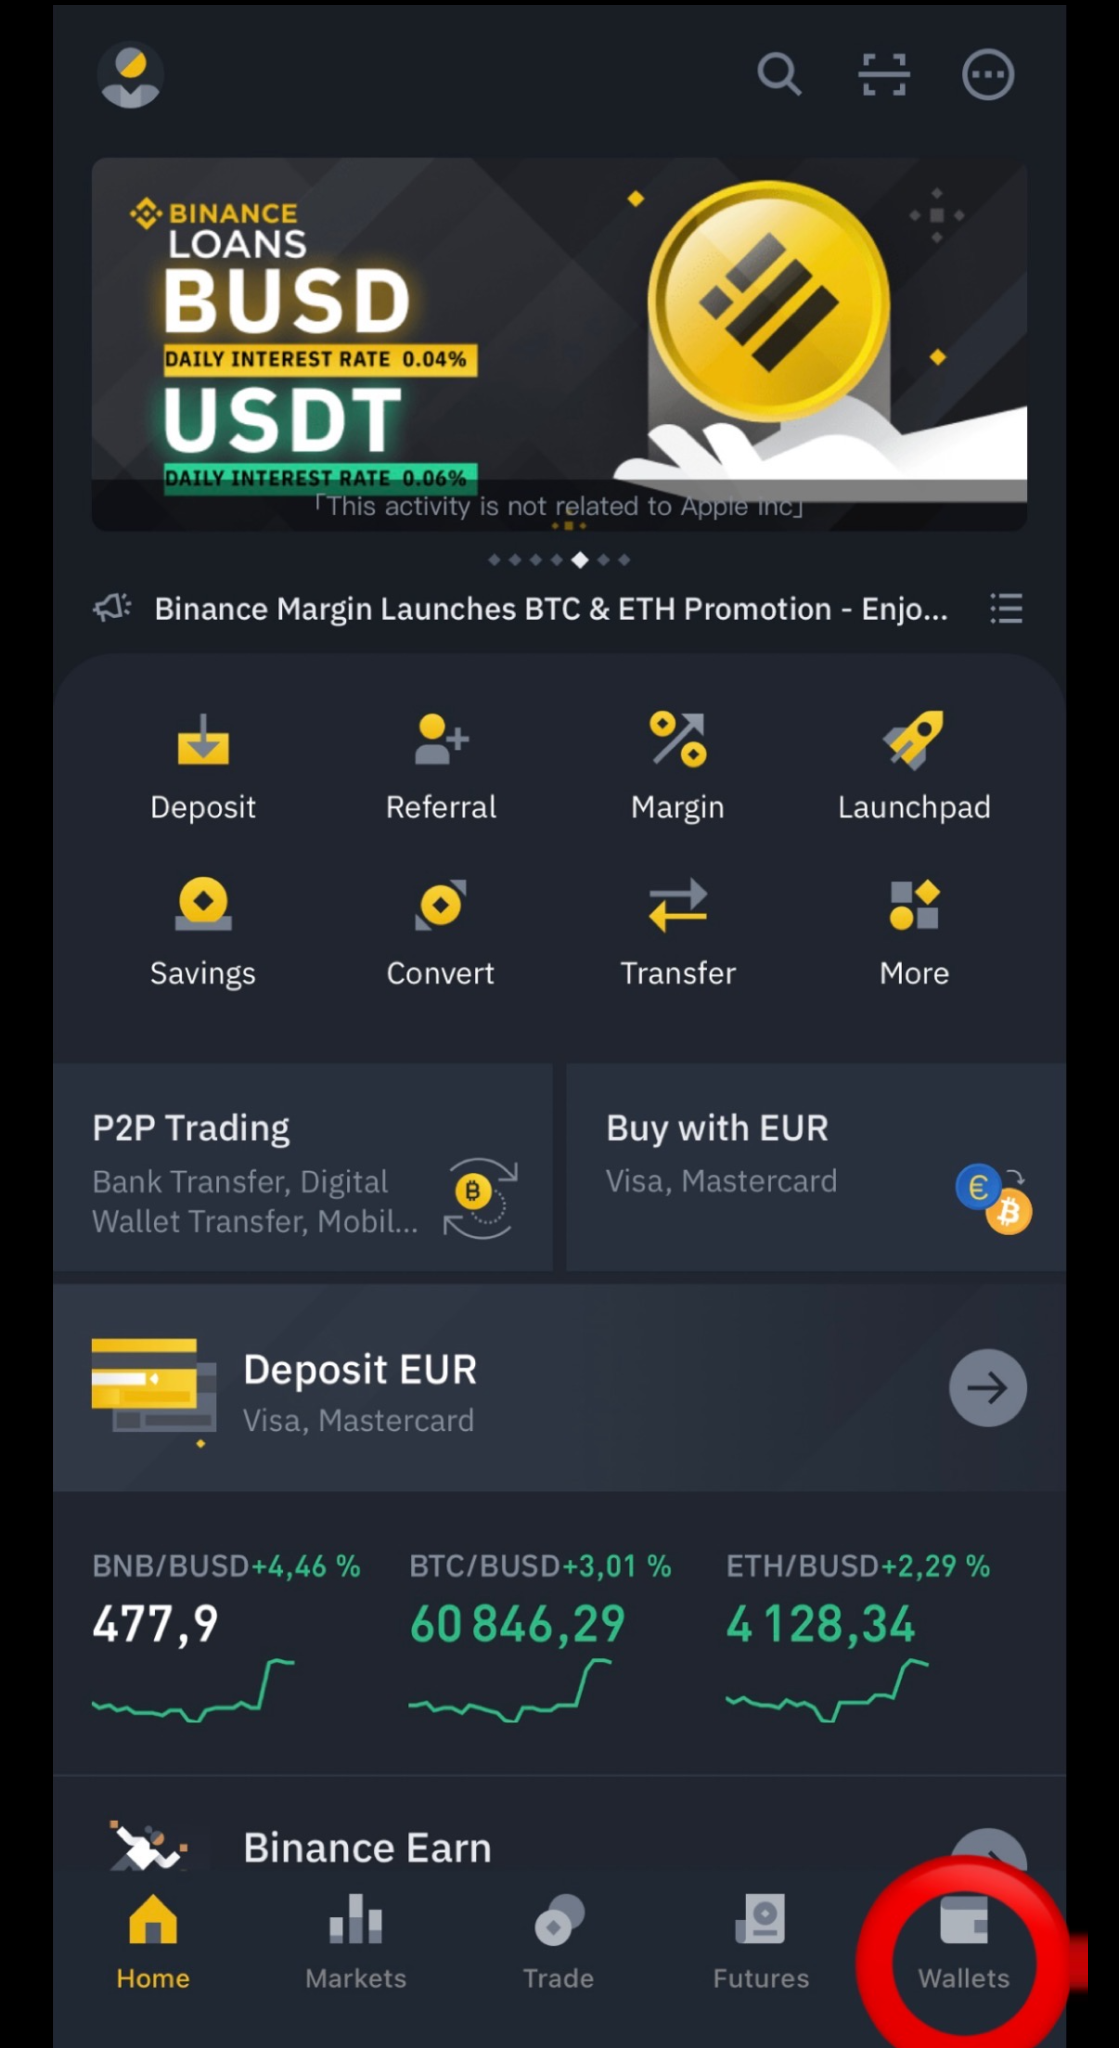 BINANCE
LOANS
BUSD
DAILY INTEREST RATE 0.04%
USDT
DAILY INTEREST RATE 0.06%
「This activity is not related to Apple Inc」
Binance Margin Launches BTC & ETH Promotion - Enjo...
Deposit
Referral
Margin
Launchpad
Savings
Convert
Transfer
More
P2P Trading
Bank Transfer, Digital
Wallet Transfer, Mobil...
Buy with EUR
Visa, Mastercard
Deposit EUR
Visa, Mastercard
BNB/BUSD+4,46 %
477,9
BTC/BUSD+3,01 %
60 846,29
ETH/BUSD+2,29 %
4 128,34
Binance Earn
Home
Markets
Trade
Futures
Wallets